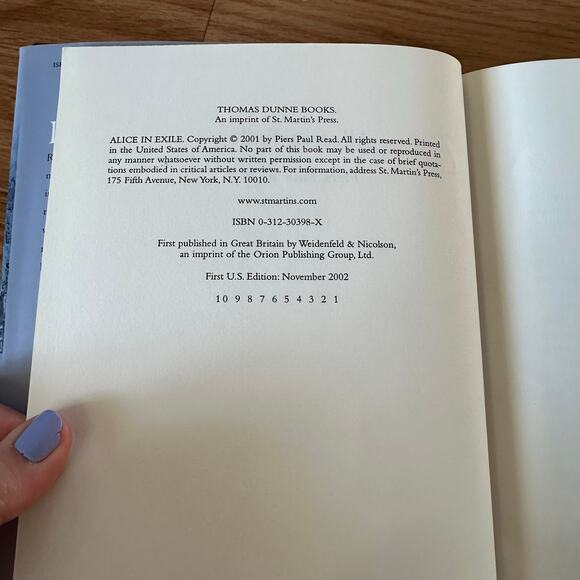 THOMAS DUNNE BOOKS.
An imprint of St. Martin's Press.
ALICE IN EXILE. Copyright © 2001 by Piers Paul Read. All rights reserved. Printed
in the United States of America. No part of this book may be used or reproduced in
any manner whatsoever without written permission except in the case of brief quota-
tions embodied in critical articles or reviews. For information, address St. Martin's Press,
175 Fifth Avenue, New York, N.Y. 10010.
www.stmartins.com
ISBN 0-312-30398-X
First published in Great Britain by Weidenfeld & Nicolson,
an imprint of the Orion Publishing Group, Ltd.
First U.S. Edition: November 2002
10 9 8 7 6 5 4 3 2 1